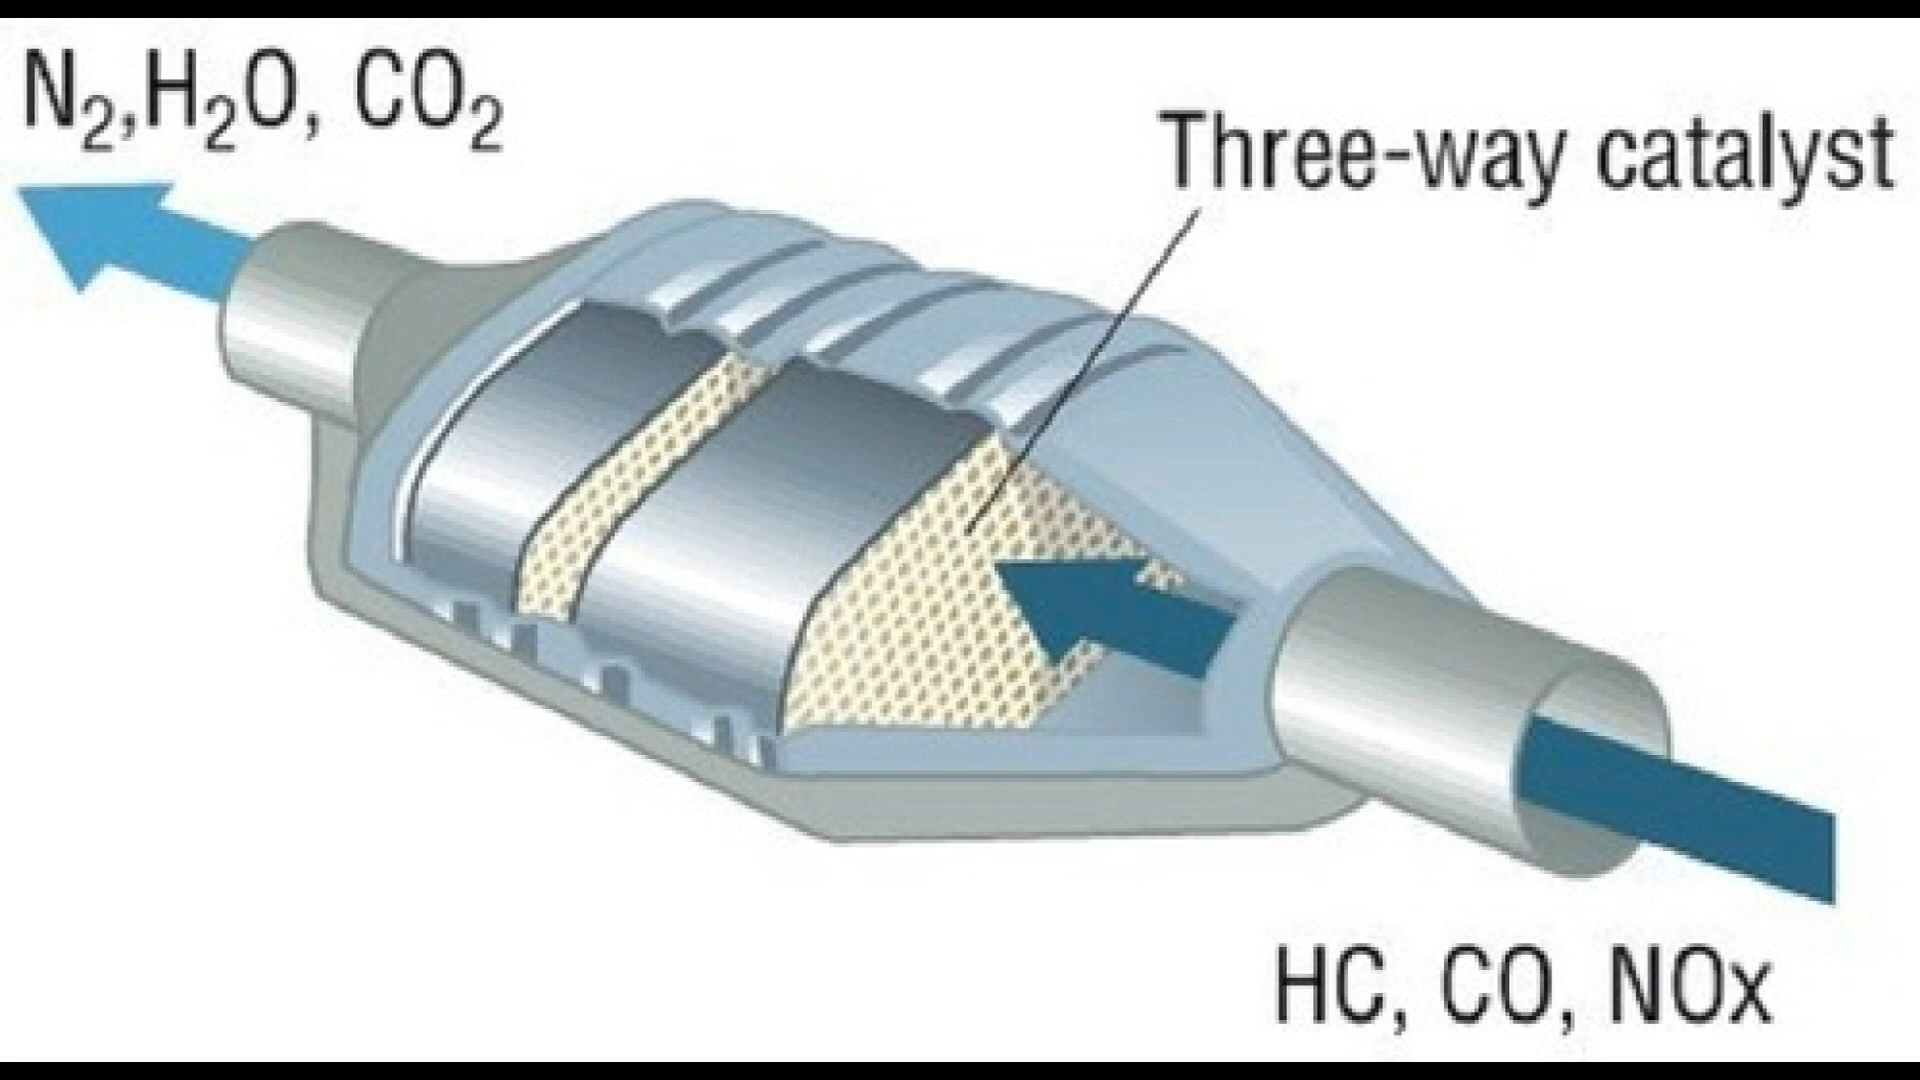 N₂,H₂O, CO₂
Three-way catalyst
HC, CO, NOx